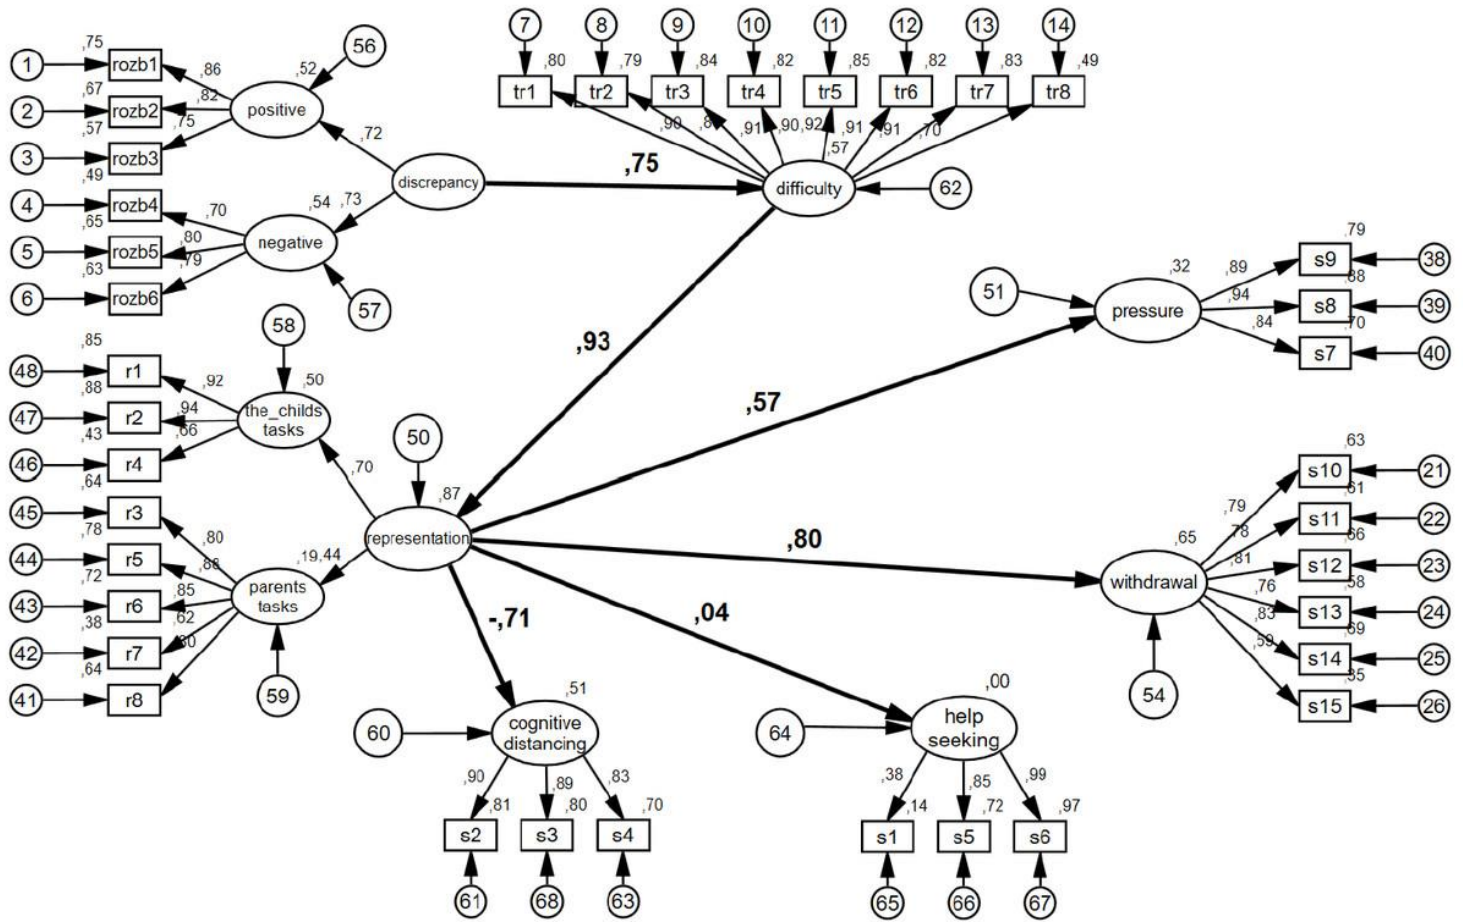 7 8 9 10 11 12 13 14
,80 ,79 ,84 ,82 ,85 ,82 ,83 ,49
tr1 tr2 tr3 tr4 tr5 tr6 tr7 tr8
,90 ,91 ,90 ,92 ,91 ,91 ,70
,57
difficulty
62
1 ,75 rozb1 ,86
2 ,67 rozb2 ,82
3 ,57 rozb3 ,75
56
,52
positive
,72
discrepancy
,75
4 ,49 rozb4 ,70
5 ,65 rozb5 ,80
6 ,63 rozb6 ,79
,54 ,73
negative
57
58
48 ,85 r1 ,92
47 ,88 r2 ,94
46 ,43 r4 ,66
,50
the_childs
tasks
,70
50
,87
representation
,93
45 ,64 r3 ,80
44 ,78 r5
43 ,72 r6 ,85
42 ,38 r7 ,62
41 ,64 r8 ,80
,19,44
parents
tasks
59
51
,32
pressure
,57
,89 s9 ,79 38
,94 s8 ,88 39
,84 s7 ,70 40
,80
,65
withdrawal
54
,79 s10 ,63 21
,78 s11 ,61 22
,81 s12 ,66 23
,76 s13 ,58 24
,83 s14 ,69 25
,59 s15 ,35 26
-,71
,04
60
,51
cognitive
distancing
,90 ,89 ,83
,81 ,80 ,70
s2 s3 s4
61 68 63
64
,00
help
seeking
,38 ,85 ,99
,14 ,72 ,97
s1 s5 s6
65 66 67